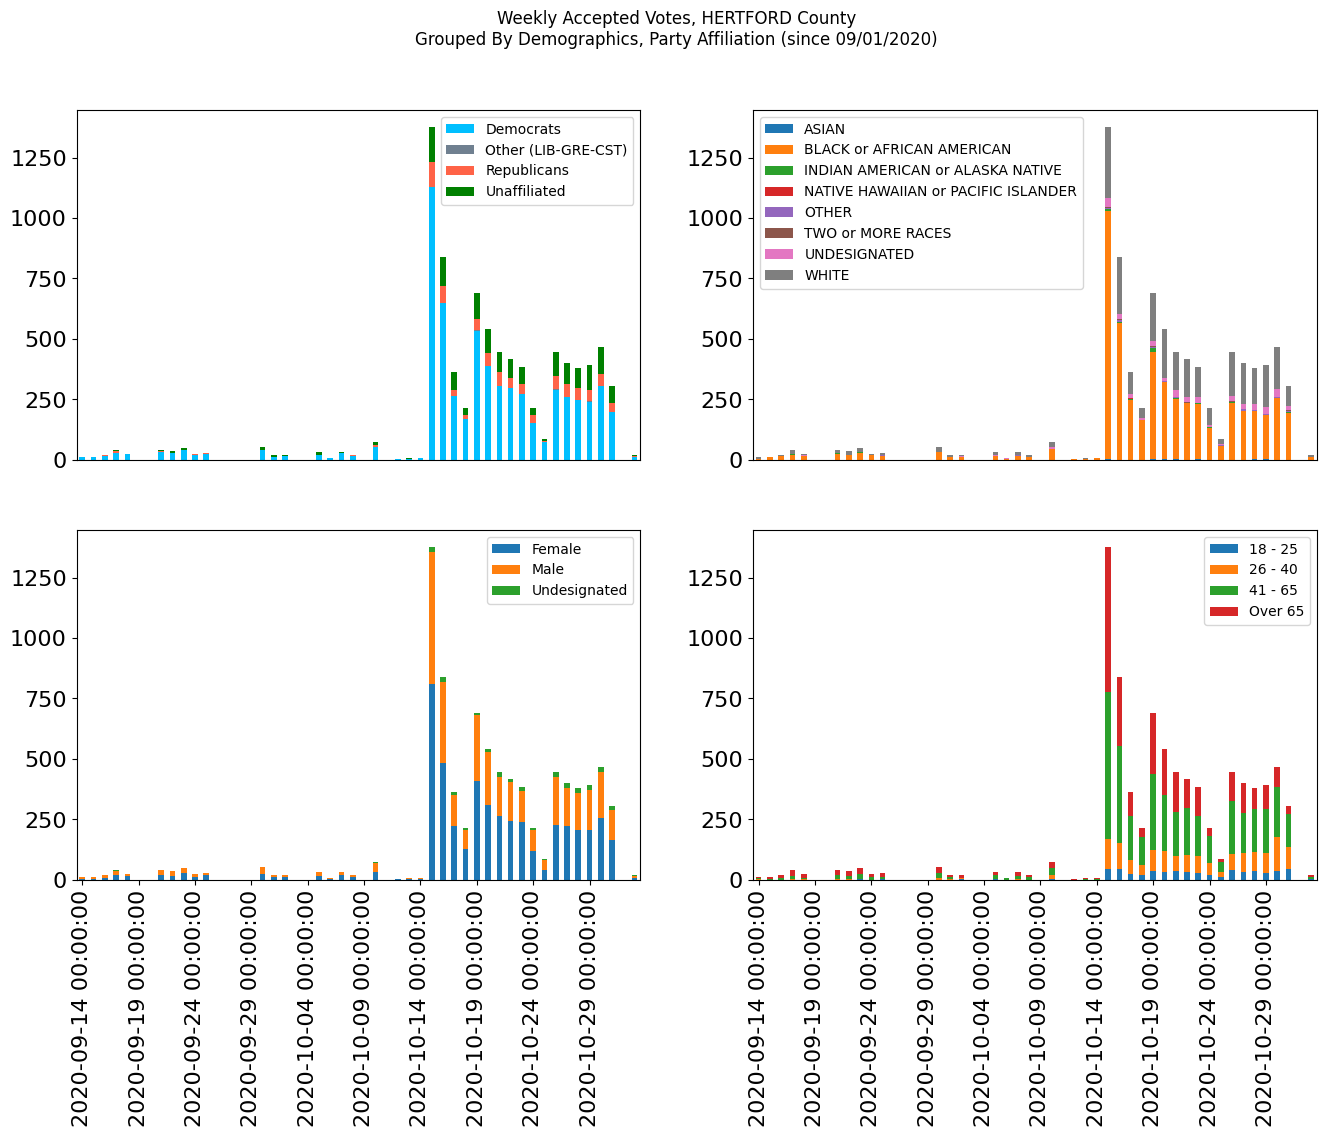 Weekly Accepted Votes, HERTFORD County
Grouped By Demographics, Party Affiliation (since 09/01/2020)
1250
1000
750
500
250
0
Democrats
Other (LIB-GRE-CST)
Republicans
Unaffiliated
1250
1000
750
500
250
0
ASIAN
BLACK or AFRICAN AMERICAN
INDIAN AMERICAN or ALASKA NATIVE
NATIVE HAWAIIAN or PACIFIC ISLANDER
OTHER
TWO or MORE RACES
UNDESIGNATED
WHITE
1250
1000
750
500
250
0
Female
Male
Undesignated
2020-09-14 00:00:00
2020-09-19 00:00:00
2020-09-24 00:00:00
2020-09-29 00:00:00
2020-10-04 00:00:00
2020-10-09 00:00:00
2020-10-14 00:00:00
2020-10-19 00:00:00
2020-10-24 00:00:00
2020-10-29 00:00:00
1250
1000
750
500
250
0
18 - 25
26 - 40
41 - 65
Over 65
2020-09-14 00:00:00
2020-09-19 00:00:00
2020-09-24 00:00:00
2020-09-29 00:00:00
2020-10-04 00:00:00
2020-10-09 00:00:00
2020-10-14 00:00:00
2020-10-19 00:00:00
2020-10-24 00:00:00
2020-10-29 00:00:00